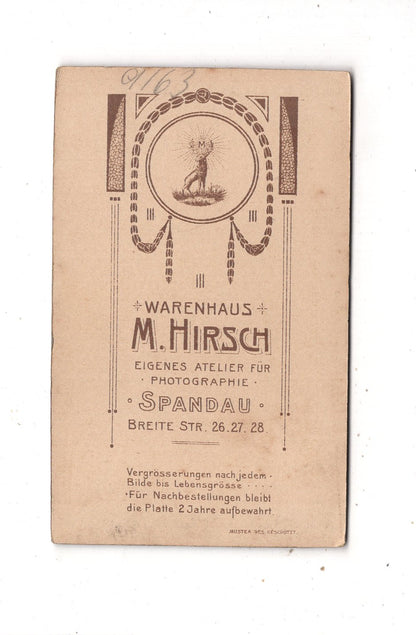 9163
M
WARENHAUS
M. HIRSCH
EIGENES ATELIER FÜR
· PHOTOGRAPHIE ·
· SPANDAU ·
BREITE STR. 26.27.28.
Vergrösserungen nach jedem ·
Bilde bis Lebensgrösse · · · ·
· Für Nachbestellungen bleibt
die Platte 2 Jahre aufbewahrt.
MUSTER GES. GESCHÜTZT.